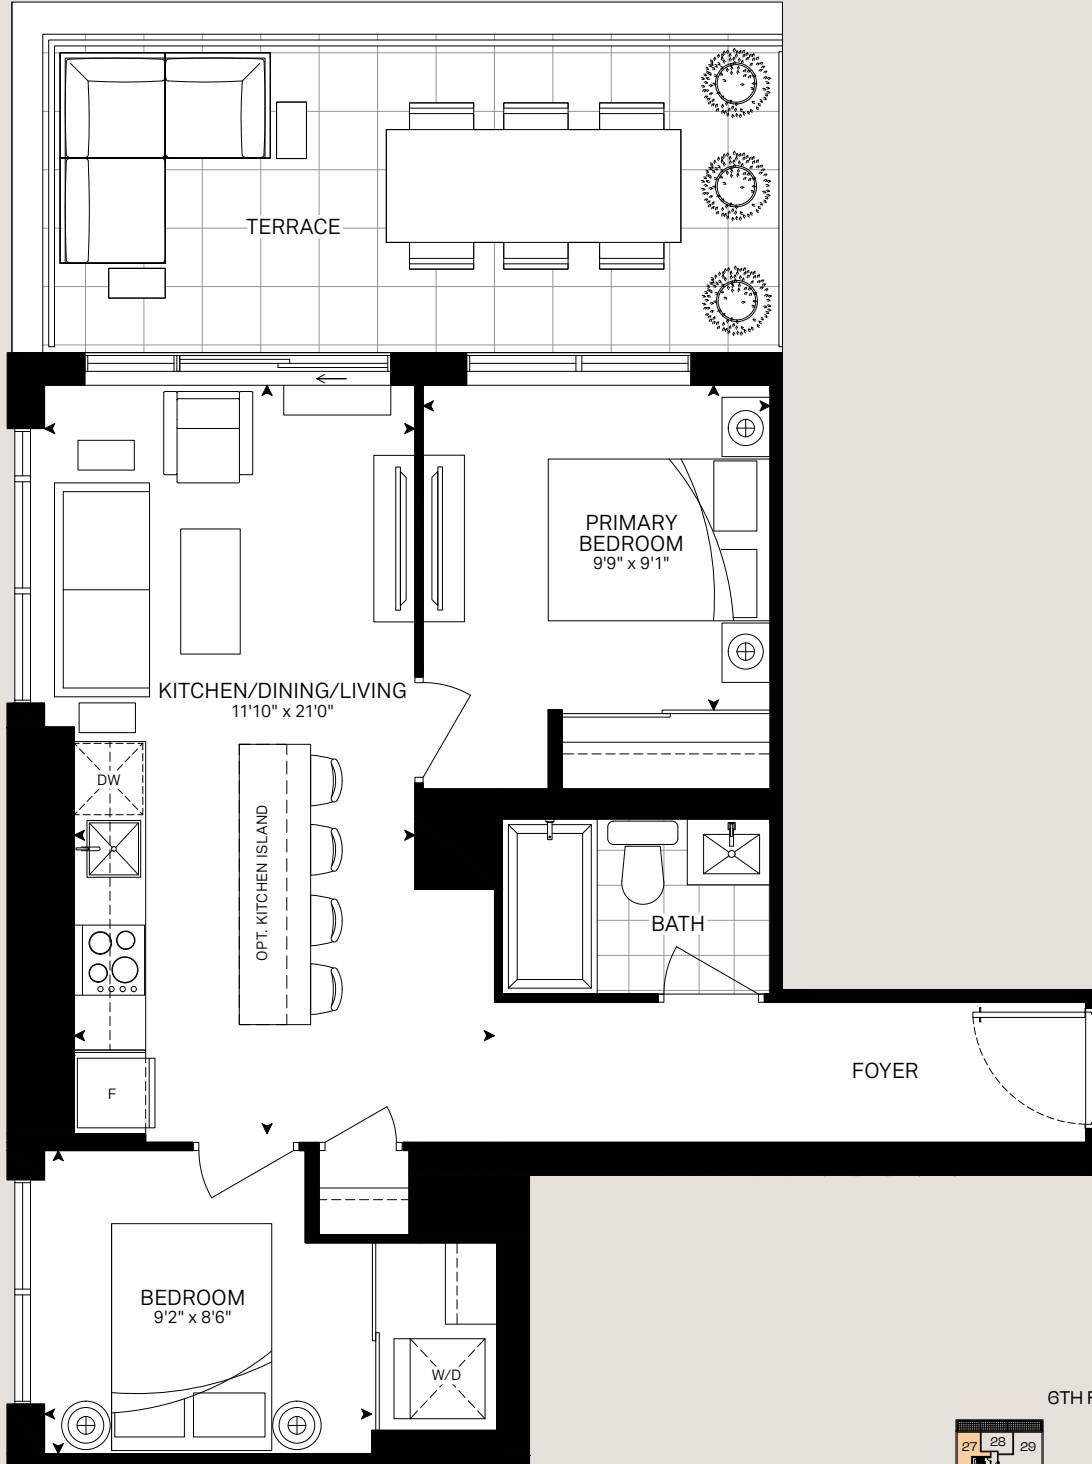 TERRACE
PRIMARY
BEDROOM
9'9" x 9'1"
KITCHEN/DINING/LIVING
11'10" x 21'0"
DW
OPT. KITCHEN ISLAND
BATH
FOYER
F
BEDROOM
9'2" x 8'6"
W/D
6TH F
27 28 29